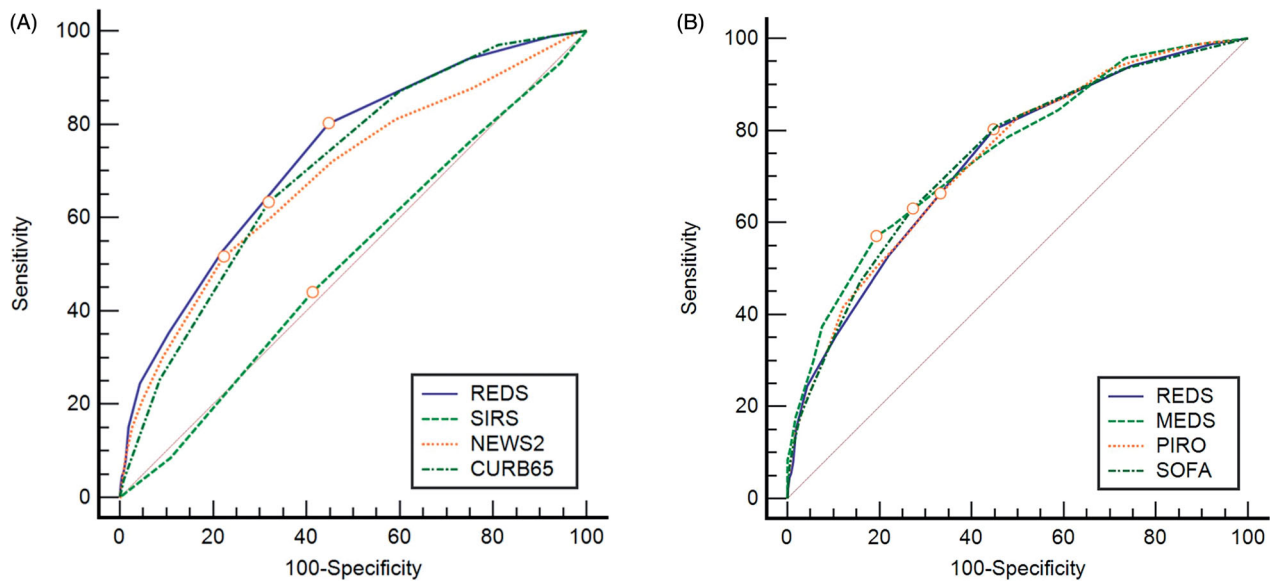 (A)
100
80
60
40
20
0
Sensitivity
0 20 40 60 80 100
100-Specificity
REDS
SIRS
NEWS2
CURB65
(B)
100
80
60
40
20
0
Sensitivity
0 20 40 60 80 100
100-Specificity
REDS
MEDS
PIRO
SOFA